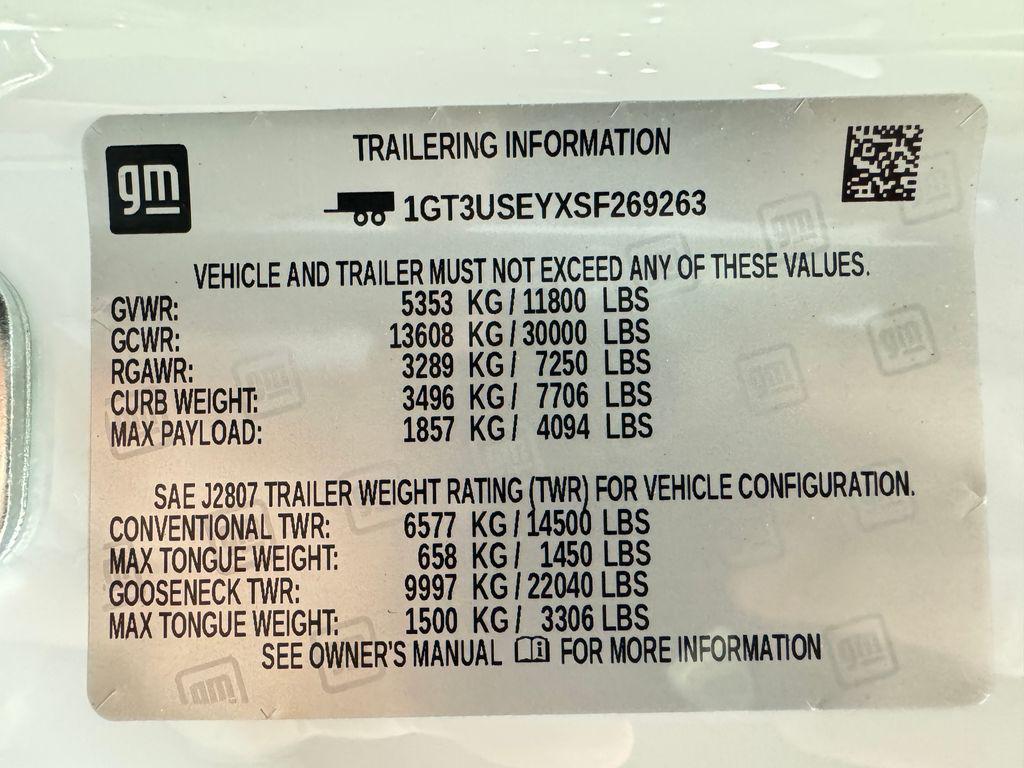 gm
TRAILERING INFORMATION
1GT3USEYXSF269263
VEHICLE AND TRAILER MUST NOT EXCEED ANY OF THESE VALUES.
GVWR: 5353 KG / 11800 LBS
GCWR: 13608 KG / 30000 LBS
RGAWR: 3289 KG / 7250 LBS
CURB WEIGHT: 3496 KG / 7706 LBS
MAX PAYLOAD: 1857 KG / 4094 LBS
SAE J2807 TRAILER WEIGHT RATING (TWR) FOR VEHICLE CONFIGURATION.
CONVENTIONAL TWR: 6577 KG / 14500 LBS
MAX TONGUE WEIGHT: 658 KG / 1450 LBS
GOOSENECK TWR: 9997 KG / 22040 LBS
MAX TONGUE WEIGHT: 1500 KG / 3306 LBS
SEE OWNER'S MANUAL i FOR MORE INFORMATION